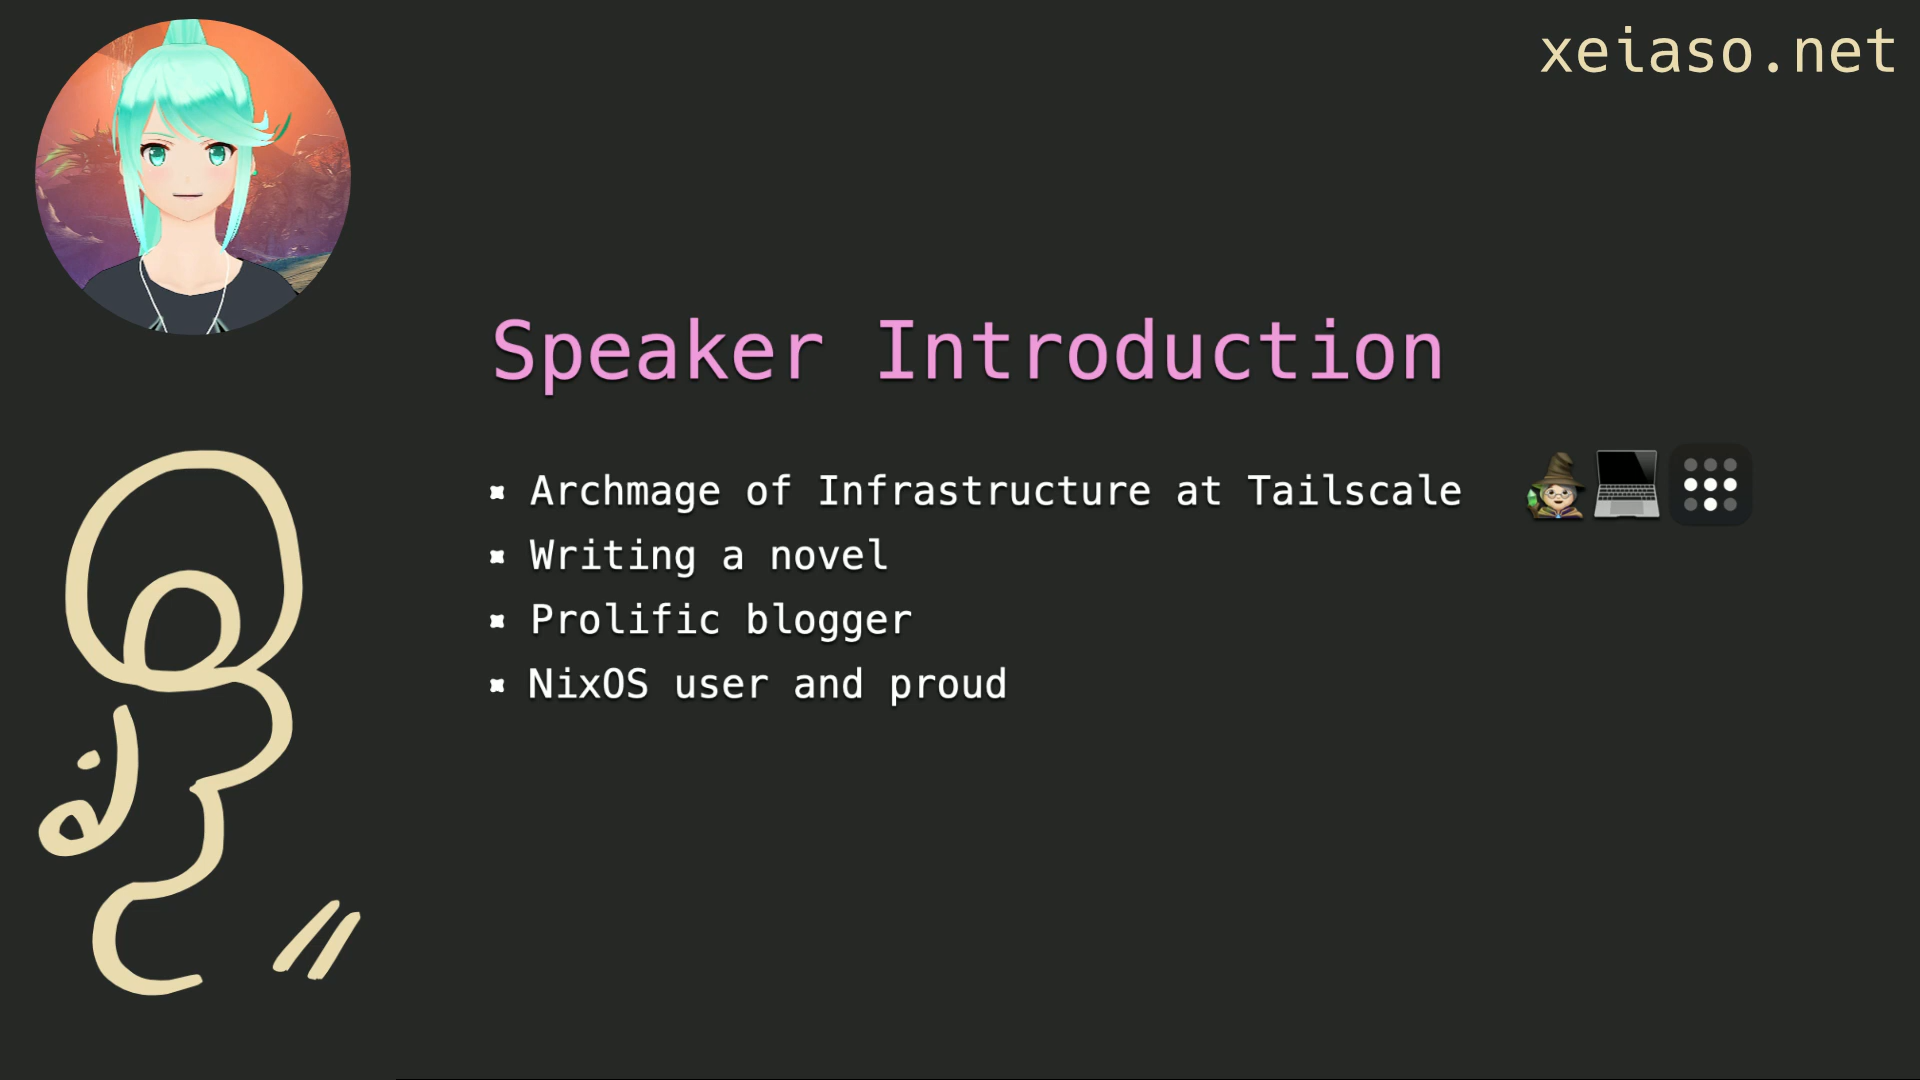 xeiaso.net
Speaker Introduction
Archmage of Infrastructure at Tailscale
Writing a novel
Prolific blogger
NixOS user and proud